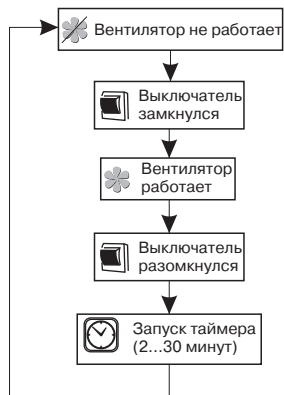 Вентилятор не работает
Выключатель
замкнулся
Вентилятор
работает
Выключатель
разомкнулся
Запуск таймера
(2...30 минут)